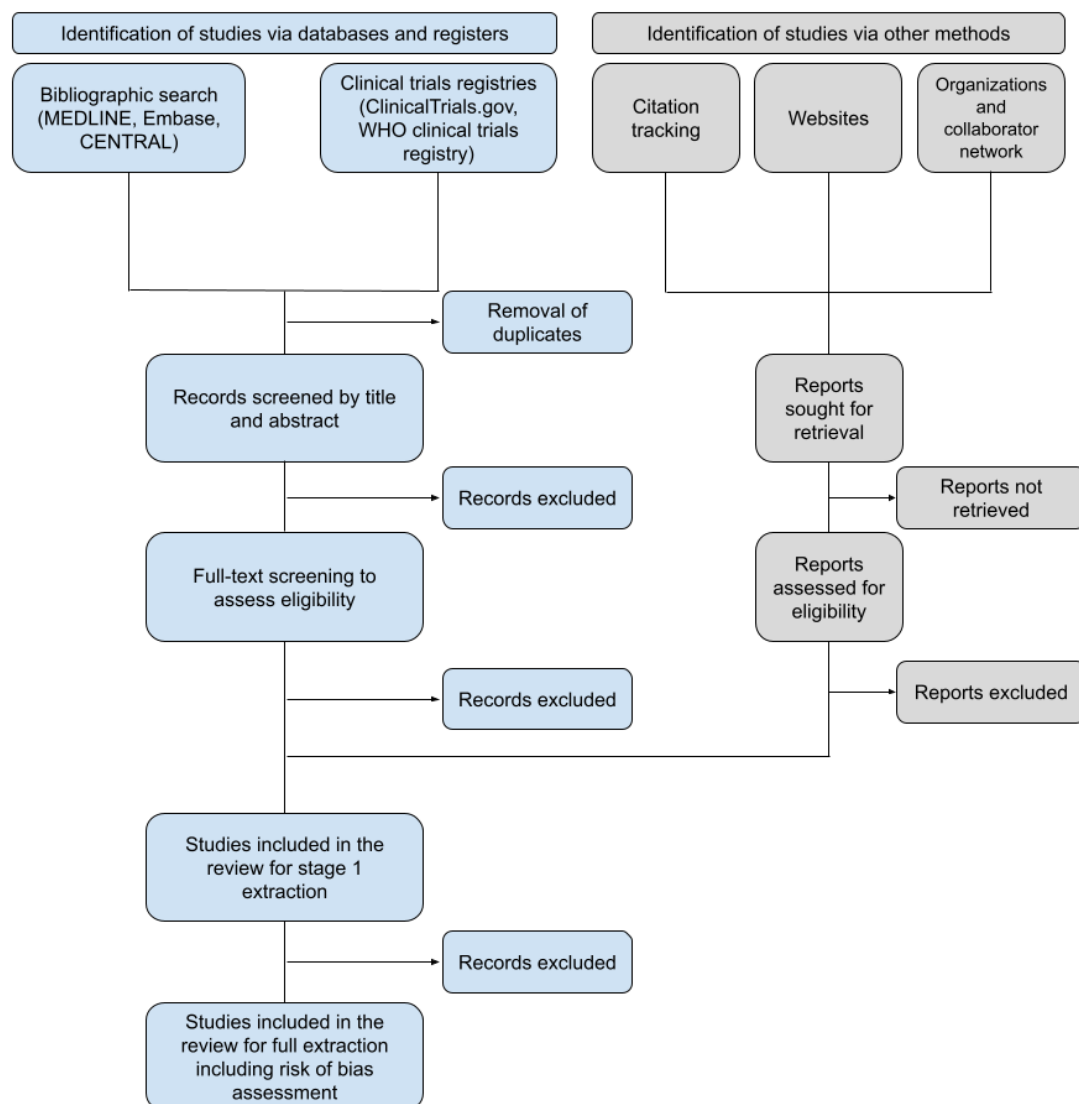 Identification of studies via databases and registers
Identification of studies via other methods
Bibliographic search
(MEDLINE, Embase,
CENTRAL)
Clinical trials registries
(ClinicalTrials.gov,
WHO clinical trials
registry)
Citation
tracking
Websites
Organizations
and
collaborator
network
Removal of
duplicates
Records screened by title
and abstract
Reports
sought for
retrieval
Records excluded
Reports not
retrieved
Full-text screening to
assess eligibility
Reports
assessed for
eligibility
Records excluded
Reports excluded
Studies included in the
review for stage 1
extraction
Records excluded
Studies included in the
review for full extraction
including risk of bias
assessment